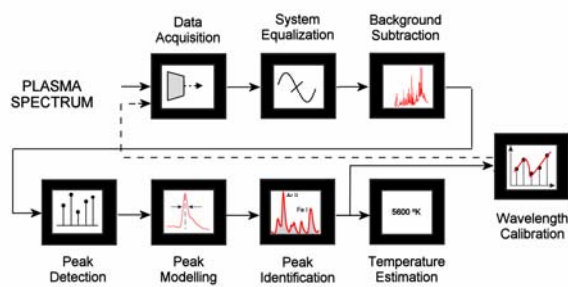 Data
Acquisition
System
Equalization
Background
Subtraction
PLASMA
SPECTRUM
Ar II
Fe I
5600 ºK
Peak
Detection
Peak
Modelling
Peak
Identification
Temperature
Estimation
Wavelength
Calibration